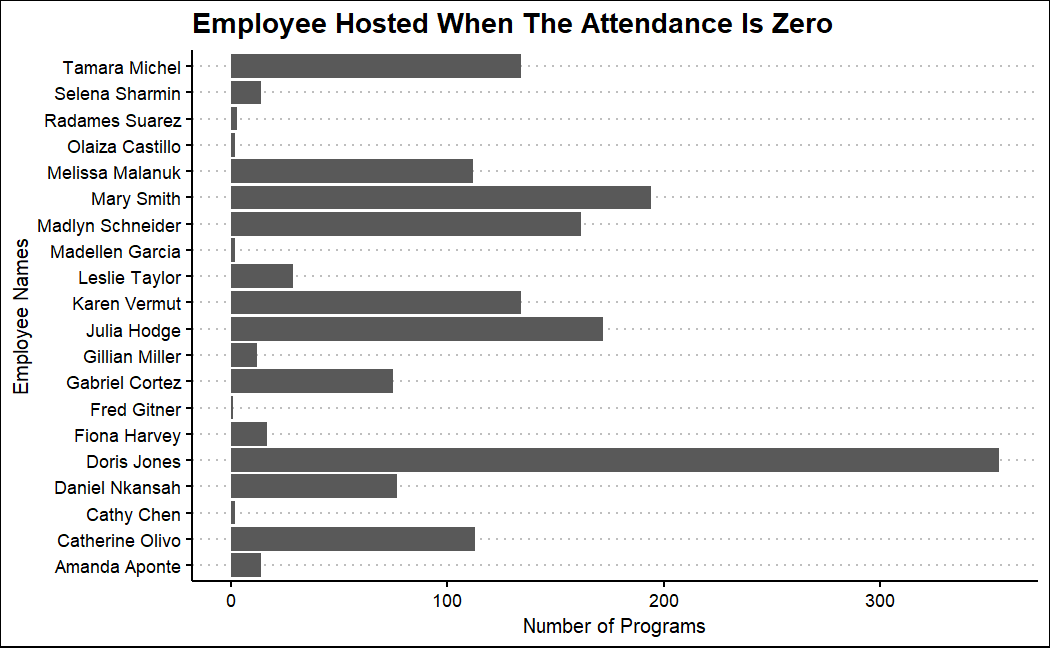 Employee Hosted When The Attendance Is Zero
Employee Names
Tamara Michel
Selena Sharmin
Radames Suarez
Olaiza Castillo
Melissa Malanuk
Mary Smith
Madlyn Schneider
Madellen Garcia
Leslie Taylor
Karen Vermut
Julia Hodge
Gillian Miller
Gabriel Cortez
Fred Gitner
Fiona Harvey
Doris Jones
Daniel Nkansah
Cathy Chen
Catherine Olivo
Amanda Aponte
0 100 200 300
Number of Programs